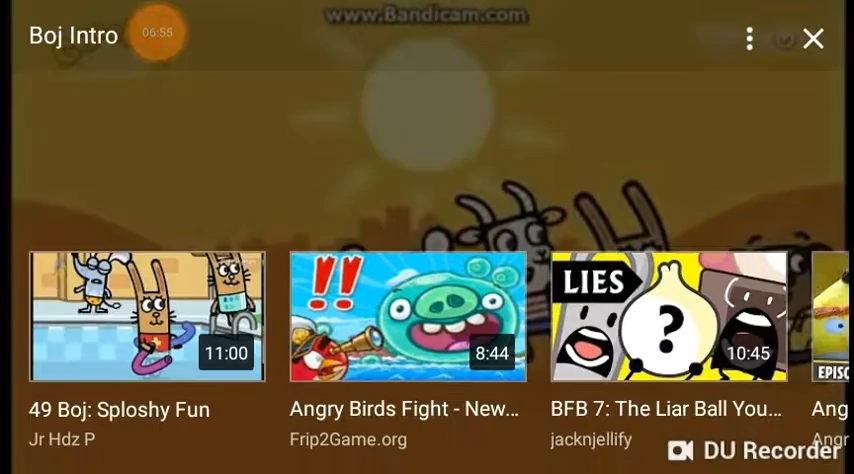 www.Bandicam.com
Boj Intro
06:55
LIES
?
11:00
8:44
10:45
EPISO
49 Boj: Sploshy Fun
Angry Birds Fight - New...
BFB 7: The Liar Ball You...
Ang
Jr Hdz P
Frip2Game.org
jacknjellify
Angr
DU Recorder